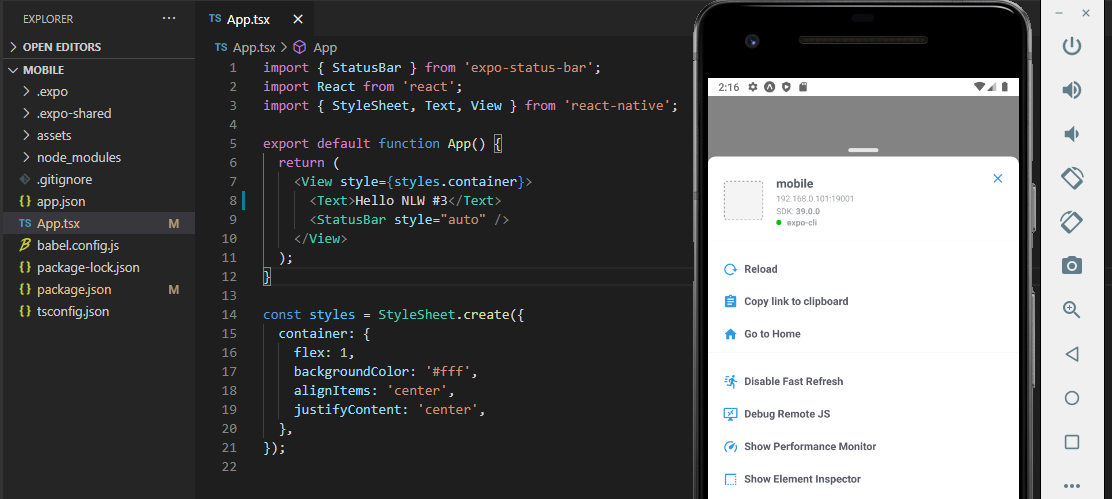 EXPLORER
OPEN EDITORS
MOBILE
.expo
.expo-shared
assets
node_modules
.gitignore
{} app.json
TS App.tsx M
babel.config.js
{} package-lock.json
{} package.json M
{} tsconfig.json
TS App.tsx
TS App.tsx > App
1 import { StatusBar } from 'expo-status-bar';
2 import React from 'react';
3 import { StyleSheet, Text, View } from 'react-native';
4
5 export default function App() {
6 return (
7 <View style={styles.container}>
8 <Text>Hello NLW #3</Text>
9 <StatusBar style="auto" />
10 </View>
11 );
12 }
13
14 const styles = StyleSheet.create({
15 container: {
16 flex: 1,
17 backgroundColor: '#fff',
18 alignItems: 'center',
19 justifyContent: 'center',
20 },
21 });
22
2:16
mobile
192.168.0.101:19001
SDK: 39.0.0
expo-cli
Reload
Copy link to clipboard
Go to Home
Disable Fast Refresh
Debug Remote JS
Show Performance Monitor
Show Element Inspector